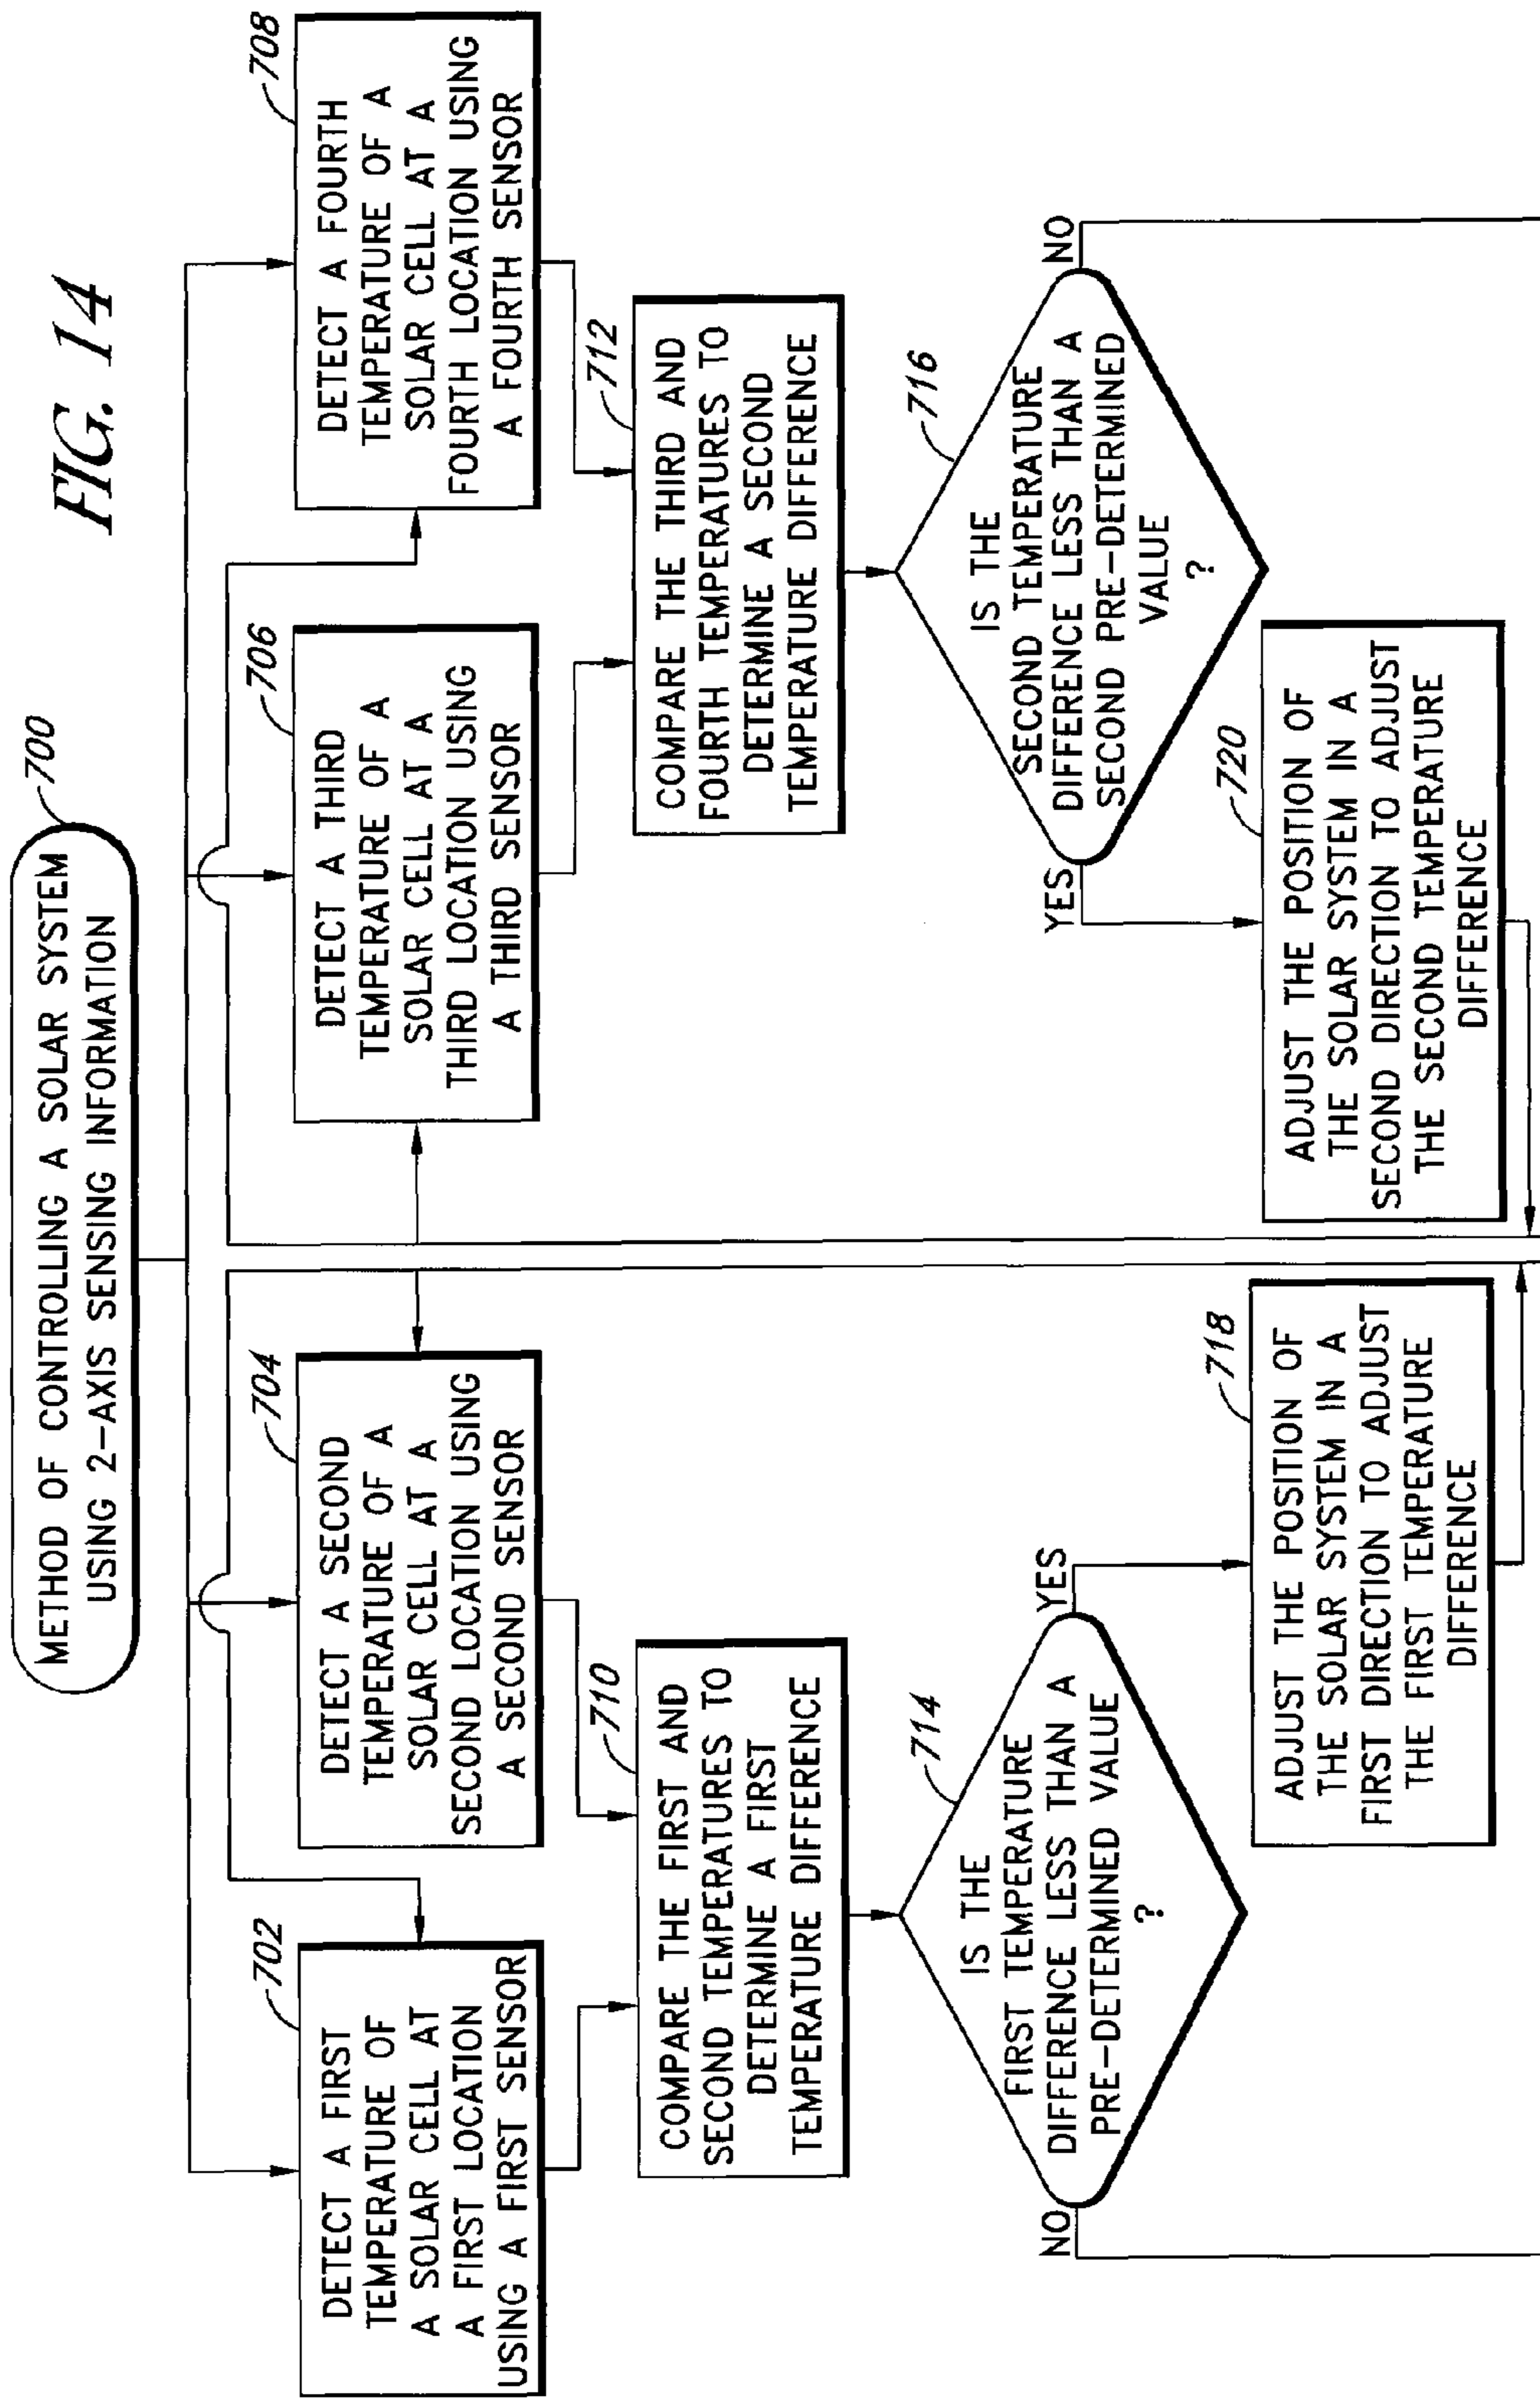 FIG. 14
METHOD OF CONTROLLING A SOLAR SYSTEM
USING 2-AXIS SENSING INFORMATION
700
702
DETECT A FIRST
TEMPERATURE OF
A SOLAR CELL AT
A FIRST LOCATION
USING A FIRST SENSOR
704
DETECT A SECOND
TEMPERATURE OF A
SOLAR CELL AT A
SECOND LOCATION USING
A SECOND SENSOR
706
DETECT A THIRD
TEMPERATURE OF A
SOLAR CELL AT A
THIRD LOCATION USING
A THIRD SENSOR
708
DETECT A FOURTH
TEMPERATURE OF A
SOLAR CELL AT A
FOURTH LOCATION USING
A FOURTH SENSOR
710
COMPARE THE FIRST AND
SECOND TEMPERATURES TO
DETERMINE A FIRST
TEMPERATURE DIFFERENCE
712
COMPARE THE THIRD AND
FOURTH TEMPERATURES TO
DETERMINE A SECOND
TEMPERATURE DIFFERENCE
714
IS THE
FIRST TEMPERATURE
DIFFERENCE LESS THAN A
PRE-DETERMINED VALUE
?
NO
YES
716
IS THE
SECOND TEMPERATURE
DIFFERENCE LESS THAN A
SECOND PRE-DETERMINED
VALUE
?
YES
NO
718
ADJUST THE POSITION OF
THE SOLAR SYSTEM IN A
FIRST DIRECTION TO ADJUST
THE FIRST TEMPERATURE
DIFFERENCE
720
ADJUST THE POSITION OF
THE SOLAR SYSTEM IN A
SECOND DIRECTION TO ADJUST
THE SECOND TEMPERATURE
DIFFERENCE